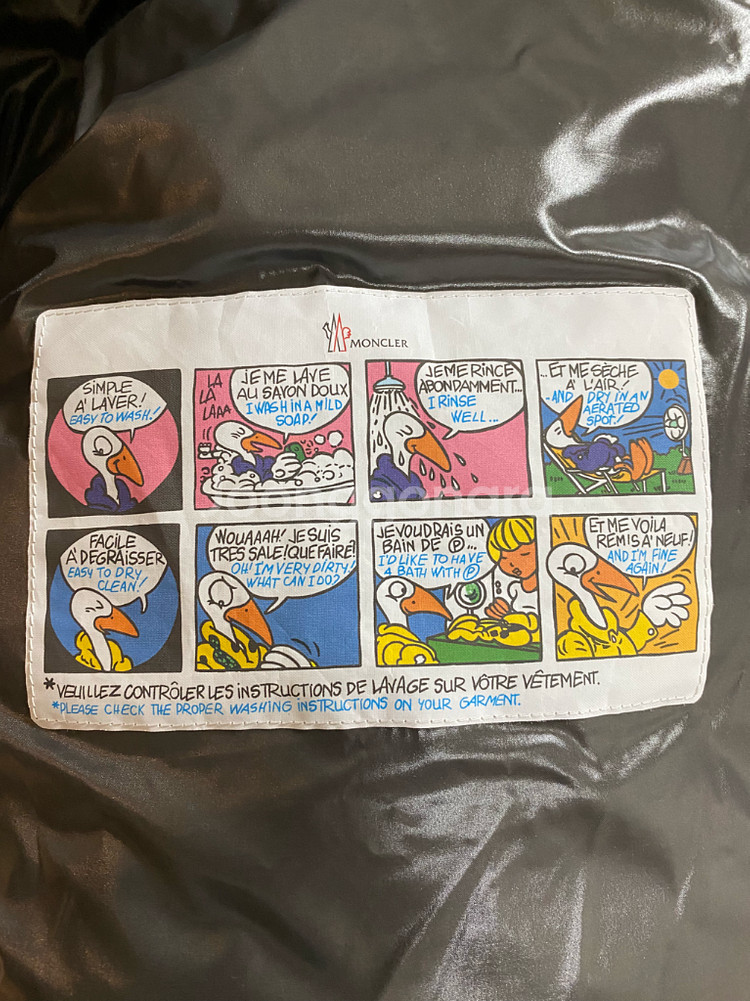 MONCLER
SIMPLE
A' LAVER!
EASY TO WASH!
LA
LA
LAAA
JE ME LAVE
AU SAVON DOUX
I WASH IN A MILD
SOAP!
JE ME RINCE
APONDAMMENT...
I RINSE
WELL...
...ET ME SÈCHE
A' L'AIR!
-AND DRY IN AN
AERATED
SPOT!
FACILE
A' DEGRAISSER
EASY TO DRY
CLEAN!
WOUAAAH! JE SUIS
TRES SALE! QUE FAIRE?
OH! I'M VERY DIRTY!
WHAT CAN I DO?
JE VOUDRAIS UN
BAIN DE Ⓟ...
I'D LIKE TO HAVE
A BATH WITH Ⓟ
ET ME VOILA
REMIS A' NEUF!
AND I'M FINE
AGAIN!
*VEUILLEZ CONTRÔLER LES INSTRUCTIONS DE LAVAGE SUR VÔTRE VÊTEMENT.
*PLEASE CHECK THE PROPER WASHING INSTRUCTIONS ON YOUR GARMENT.